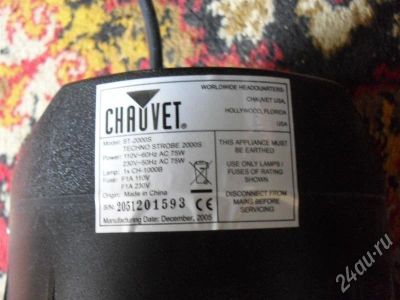 CHAUVET
WORLDWIDE HEADQUARTERS
CHAUVET USA,
HOLLYWOOD, FLORIDA
USA
Model: ST-2000S
TECHNO STROBE 2000S
Power: 110V~60Hz AC 75W
230V~50Hz AC 75W
Lamp: 1x CH-1000B
Fuse: F1A 110V
F1A 230V
Origin: Made in China
S/N: 2051201593
Manufacturing Date: December, 2005
THIS APPLIANCE MUST
BE EARTHED
USE ONLY LAMPS /
FUSES OF RATING
SHOWN
DISCONNECT FROM
MAINS BEFORE
SERVICING
CE
24au.ru